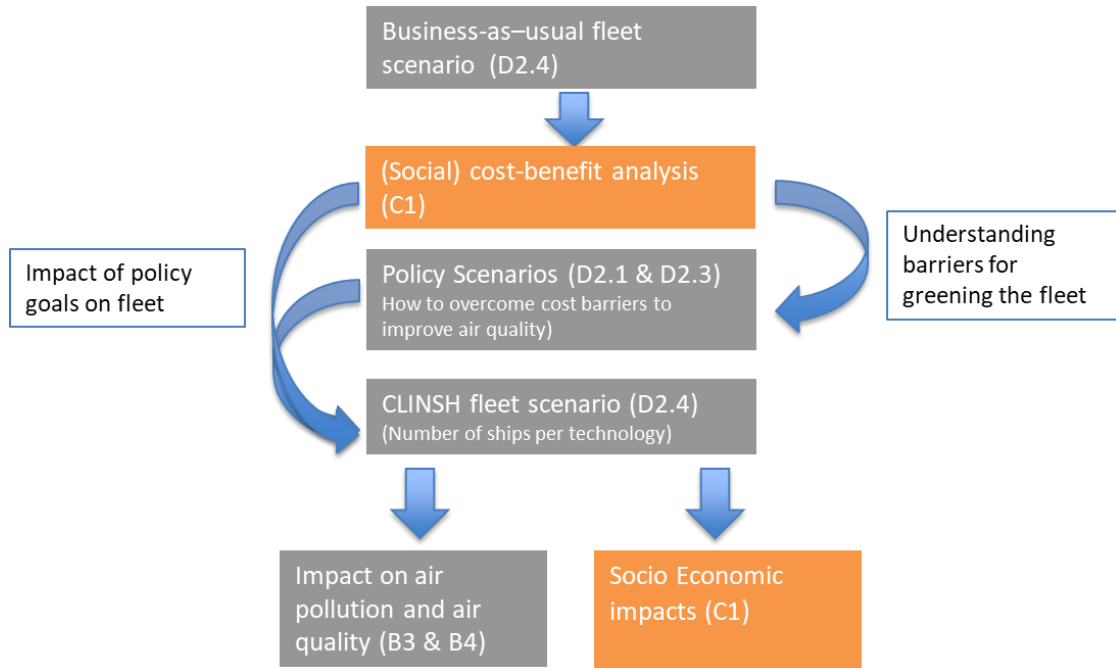 Business-as–usual fleet
scenario (D2.4)
(Social) cost-benefit analysis
(C1)
Impact of policy
goals on fleet
Understanding
barriers for
greening the fleet
Policy Scenarios (D2.1 & D2.3)
How to overcome cost barriers to
improve air quality)
CLINSH fleet scenario (D2.4)
(Number of ships per technology)
Impact on air
pollution and air
quality (B3 & B4)
Socio Economic
impacts (C1)